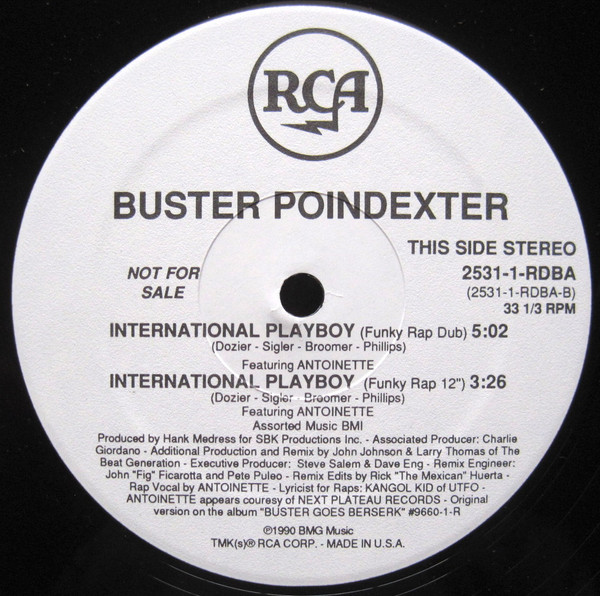 RCA
BUSTER POINDEXTER
THIS SIDE STEREO
NOT FOR
SALE
2531-1-RDBA
(2531-1-RDBA-B)
33 1/3 RPM
INTERNATIONAL PLAYBOY (Funky Rap Dub) 5:02
(Dozier - Sigler - Broomer - Phillips)
Featuring ANTOINETTE
INTERNATIONAL PLAYBOY (Funky Rap 12") 3:26
(Dozier - Sigler - Broomer - Phillips)
Featuring ANTOINETTE
Assorted Music BMI
Produced by Hank Medress for SBK Productions Inc. - Associated Producer: Charlie
Giordano - Additional Production and Remix by John Johnson & Larry Thomas of The
Beat Generation - Executive Producer: Steve Salem & Dave Eng - Remix Engineer:
John "Fig" Ficarotta and Pete Puleo - Remix Edits by Rick "The Mexican" Huerta -
Rap Vocal by ANTOINETTE - Lyricist for Raps: KANGOL KID of UTFO -
ANTOINETTE appears couresy of NEXT PLATEAU RECORDS - Original
version on the album "BUSTER GOES BERSERK" #9660-1-R
℗1990 BMG Music
TMK(s)® RCA CORP. - MADE IN U.S.A.